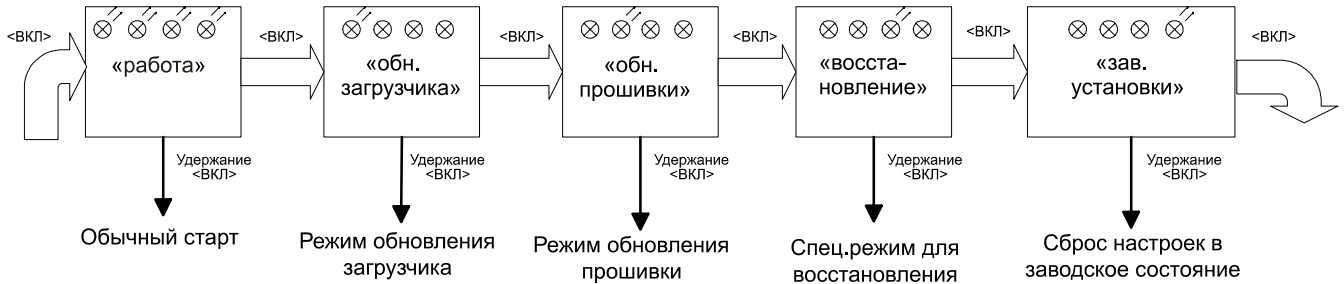 <ВКЛ>
«работа»
<ВКЛ>
«обн.
загрузчика»
<ВКЛ>
«обн.
прошивки»
<ВКЛ>
«восста-
новление»
<ВКЛ>
«зав.
установки»
<ВКЛ>
Удержание
<ВКЛ>
Удержание
<ВКЛ>
Удержание
<ВКЛ>
Удержание
<ВКЛ>
Удержание
<ВКЛ>
Обычный старт
Режим обновления
загрузчика
Режим обновления
прошивки
Спец.режим для
восстановления
Сброс настроек в
заводское состояние